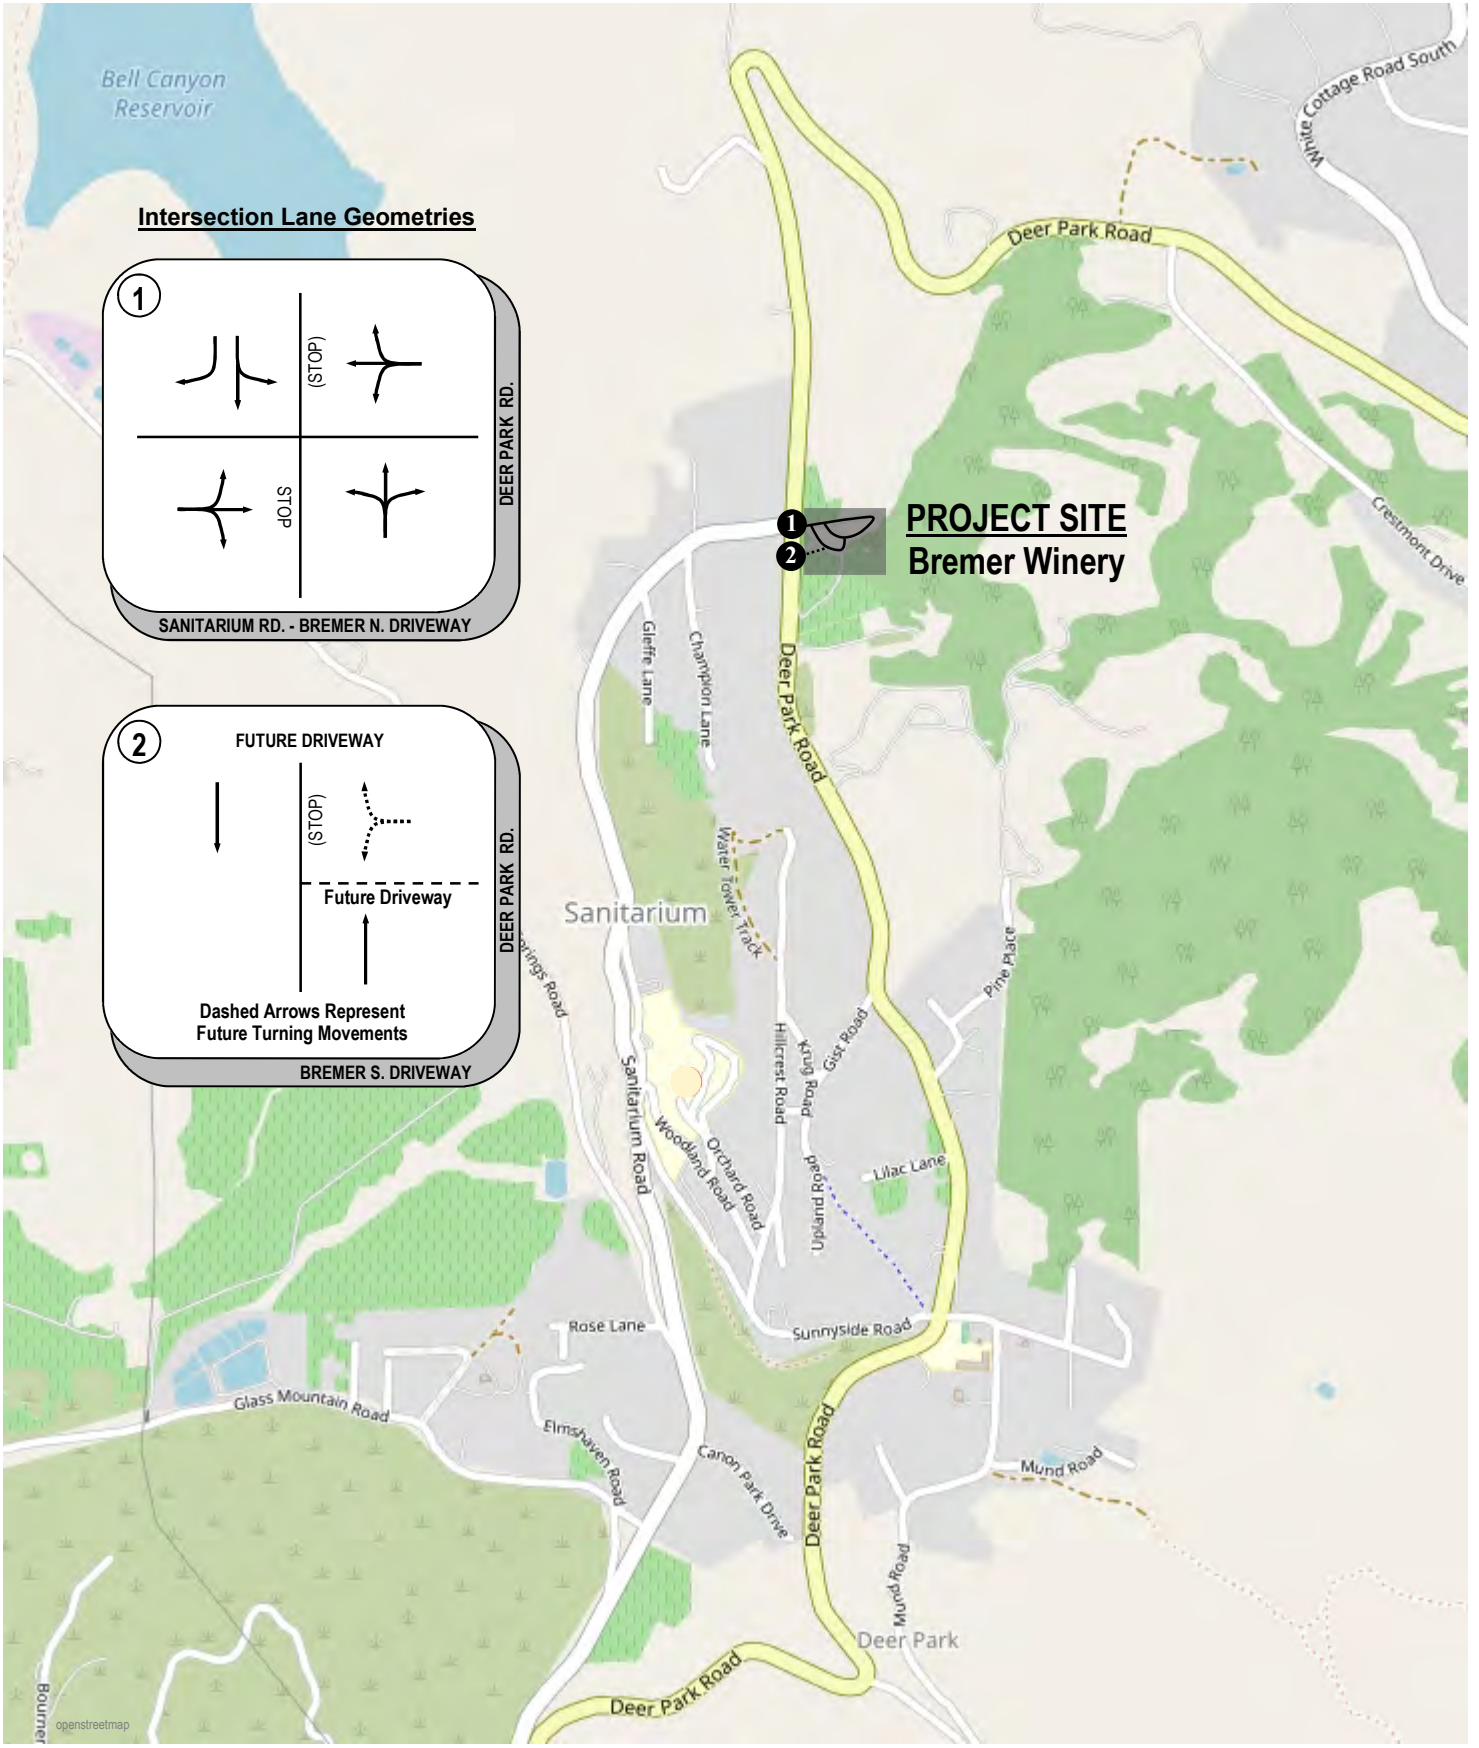 Bell Canyon
Reservoir
White Cottage Road South
Intersection Lane Geometries
Deer Park Road
1
(STOP)
STOP
DEER PARK RD.
SANITARIUM RD. - BREMER N. DRIVEWAY
Crestmont Drive
1
2
PROJECT SITE
Bremer Winery
Gleffe Lane
Champion Lane
Deer Park Road
2
FUTURE DRIVEWAY
(STOP)
Future Driveway
DEER PARK RD.
Dashed Arrows Represent
Future Turning Movements
BREMER S. DRIVEWAY
Water Tower Track
Sanitarium
Springs Road
Pine Place
Hillcrest Road
Krug Road
Gist Road
Sanitarium Road
Woodland Road
Orchard Road
Upland Road
Lilac Lane
Rose Lane
Sunnyside Road
Glass Mountain Road
Elmshaven Road
Canon Park Drive
Deer Park Road
Mund Road
Mund Road
Deer Park
Deer Park Road
Bourner
openstreetmap